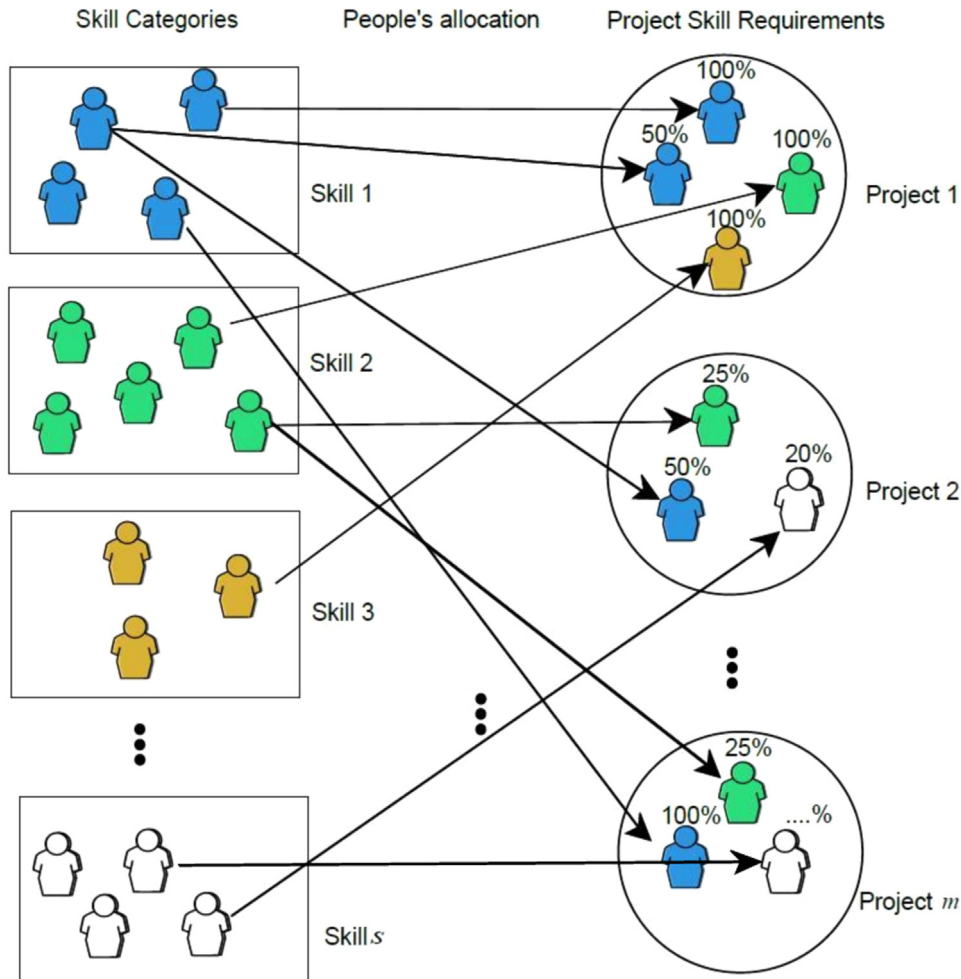 Skill Categories
People's allocation
Project Skill Requirements
100%
50%
100%
100%
Skill 1
Project 1
Skill 2
25%
50%
20%
Project 2
Skill 3
25%
100%
....%
Skill s
Project m